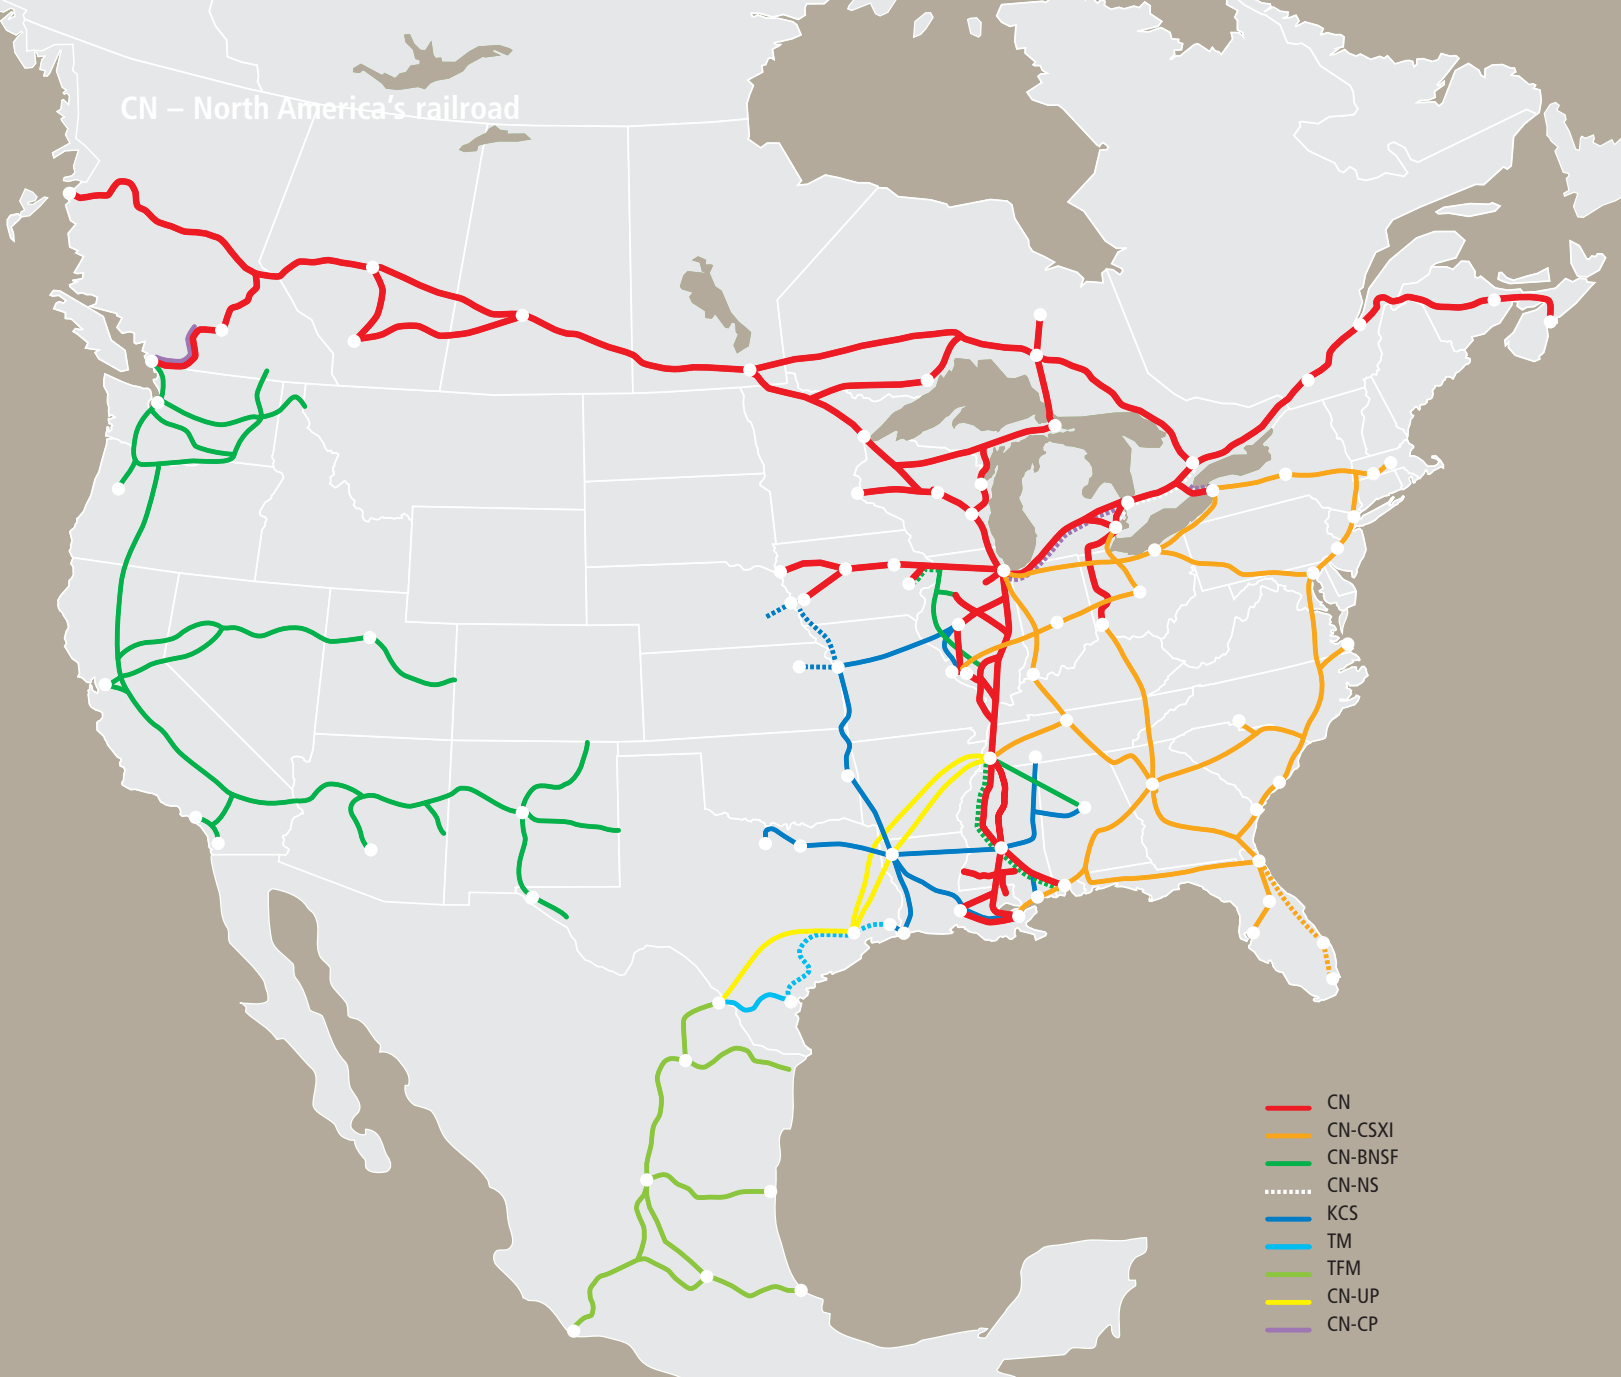 CN – North America's railroad
CN
CN-CSXI
CN-BNSF
CN-NS
KCS
TM
TFM
CN-UP
CN-CP